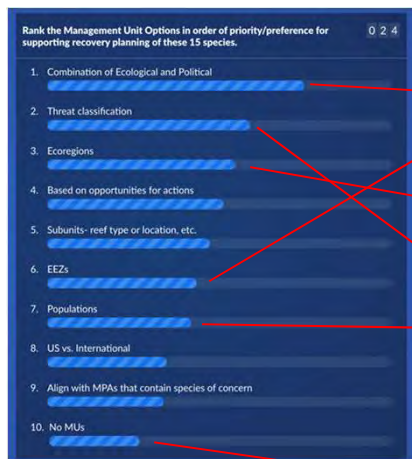 Rank the Management Unit Options in order of priority/preference for 0 2 4
supporting recovery planning of these 15 species.
1. Combination of Ecological and Political
2. Threat classification
3. Ecoregions
4. Based on opportunities for actions
5. Subunits- reef type or location, etc.
6. EEZs
7. Populations
8. US vs. International
9. Align with MPAs that contain species of concern
10. No MUs